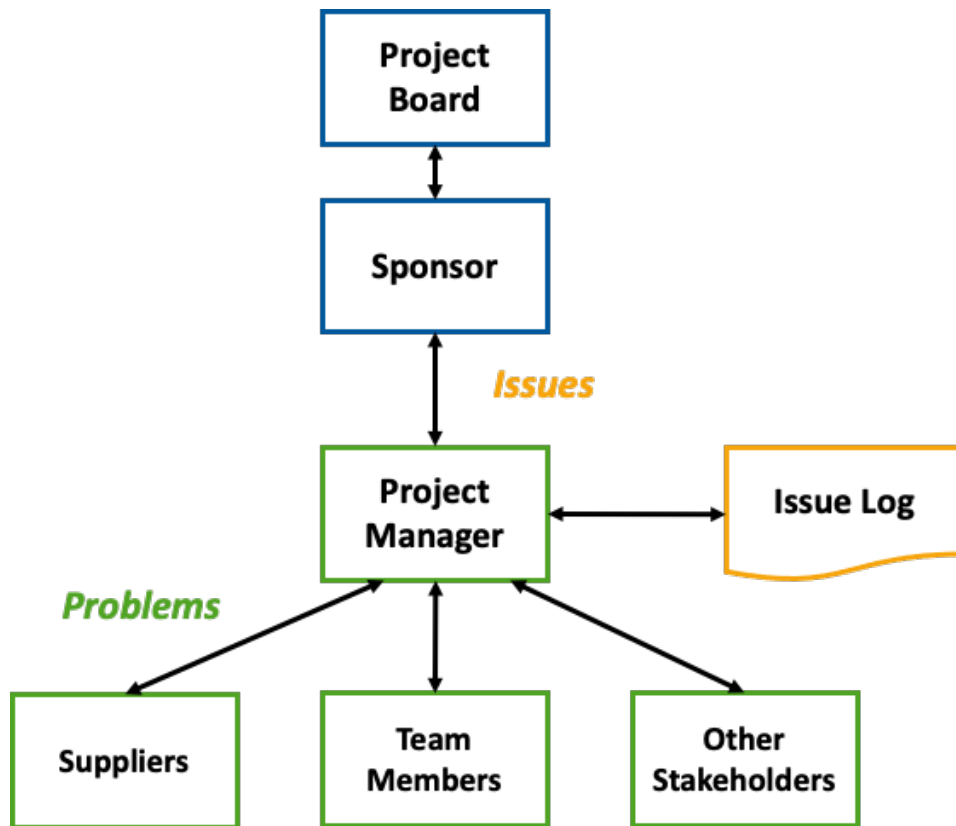 Project
Board
Sponsor
Issues
Project
Manager
Issue Log
Problems
Suppliers
Team
Members
Other
Stakeholders